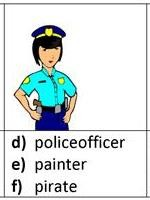 d) policeofficer
e) painter
f) pirate